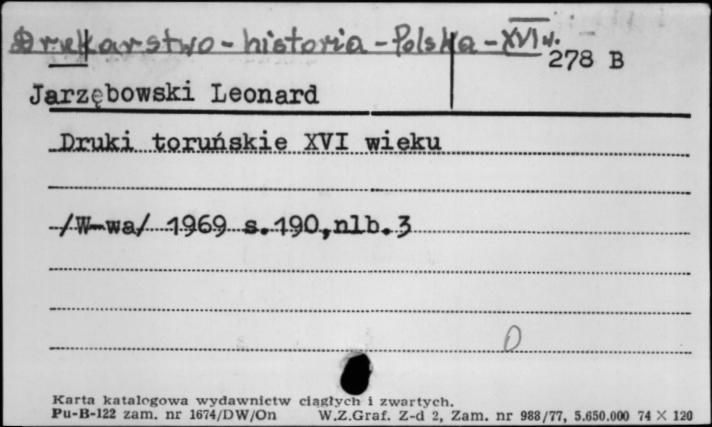 Drukarstwo - historia - Polska - XVI w.
278 B
Jarzębowski Leonard
Druki toruńskie XVI wieku
/W-wa/ 1969 s.190,nlb.3
Karta katalogowa wydawnictw ciągłych i zwartych.
Pu-B-122 zam. nr 1674/DW/On W.Z.Graf. Z-d 2, Zam. nr 988/77, 5.650.000 74 X 120